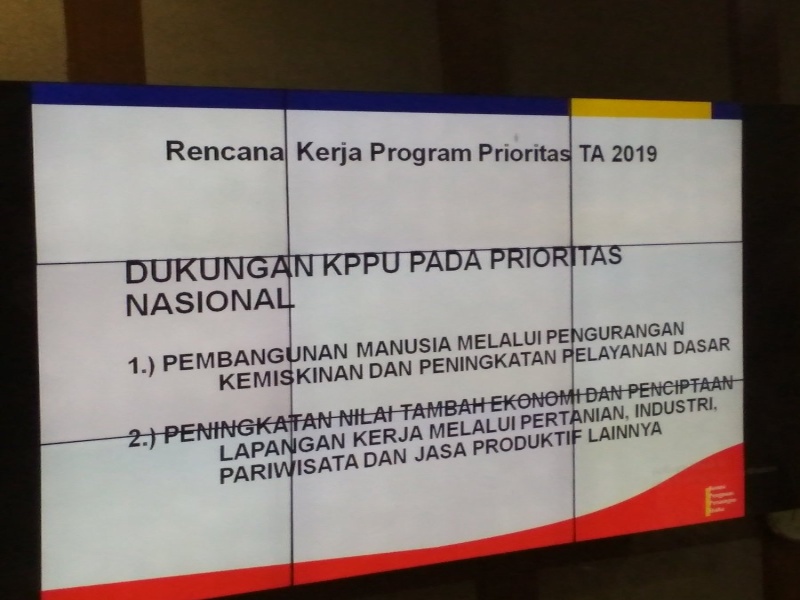 Rencana Kerja Program Prioritas TA 2019
DUKUNGAN KPPU PADA PRIORITAS
NASIONAL
1.) PEMBANGUNAN MANUSIA MELALUI PENGURANGAN
KEMISKINAN DAN PENINGKATAN PELAYANAN DASAR
2.) PENINGKATAN NILAI TAMBAH EKONOMI DAN PENCIPTAAN
LAPANGAN KERJA MELALUI PERTANIAN, INDUSTRI,
PARIWISATA DAN JASA PRODUKTIF LAINNYA